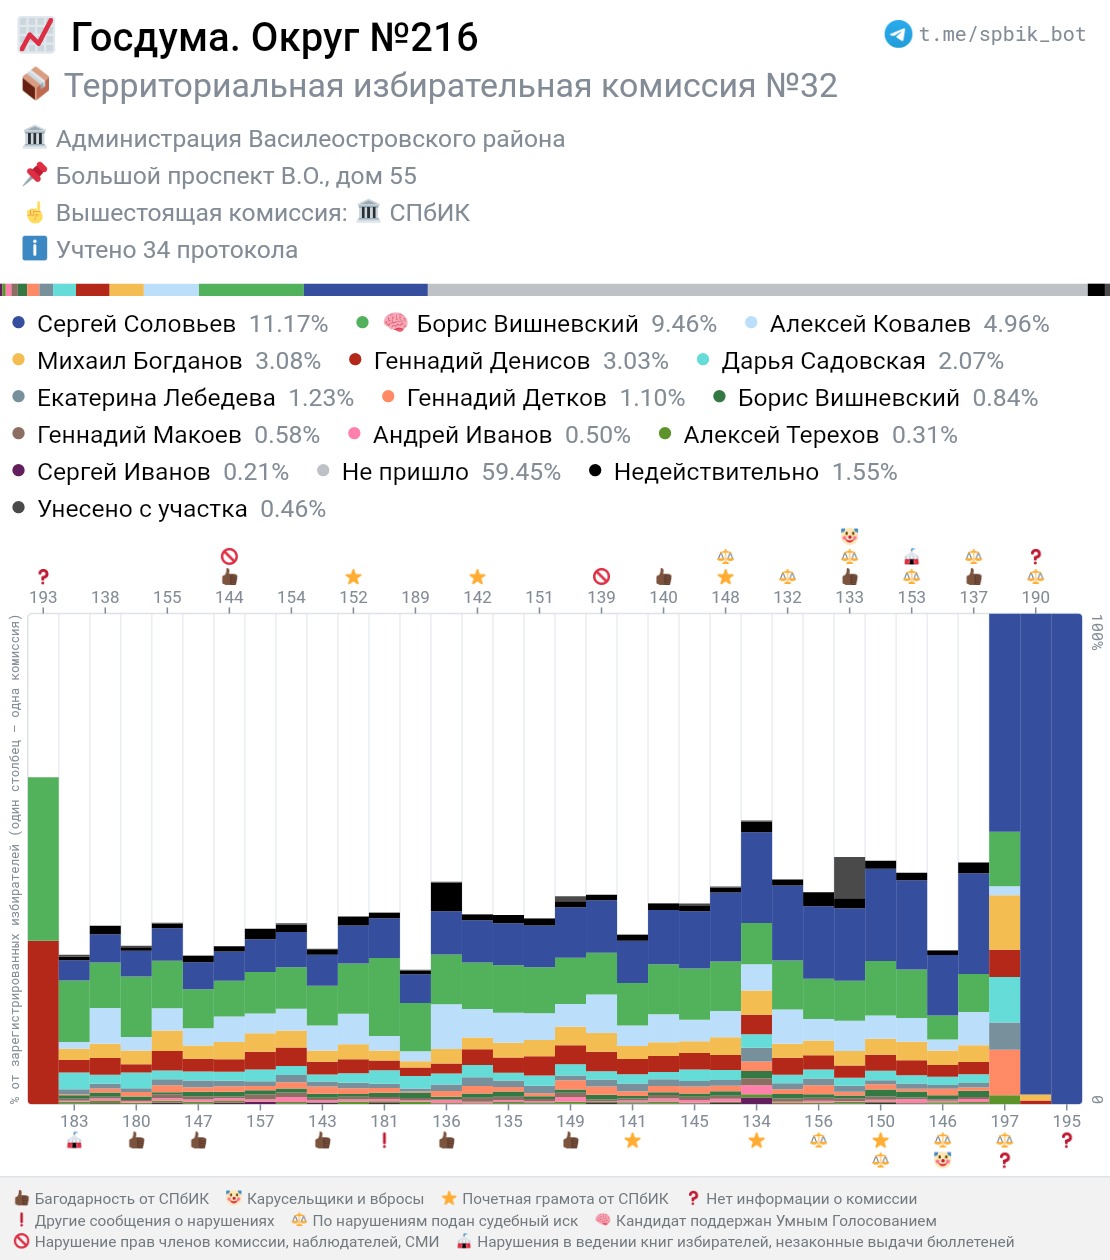 Госдума. Округ №216
t.me/spbik_bot
Территориальная избирательная комиссия №32
Администрация Василеостровского района
Большой проспект В.О., дом 55
Вышестоящая комиссия: СПбИК
Учтено 34 протокола
Сергей Соловьев 11.17% Борис Вишневский 9.46% Алексей Ковалев 4.96%
Михаил Богданов 3.08% Геннадий Денисов 3.03% Дарья Садовская 2.07%
Екатерина Лебедева 1.23% Геннадий Детков 1.10% Борис Вишневский 0.84%
Геннадий Макоев 0.58% Андрей Иванов 0.50% Алексей Терехов 0.31%
Сергей Иванов 0.21% Не пришло 59.45% Недействительно 1.55%
Унесено с участка 0.46%
193 138 155 144 154 152 189 142 151 139 140 148 132 133 153 137 190
% от зарегистрированных избирателей (один столбец – одна комиссия)
100%
0
183 180 147 157 143 181 136 135 149 141 145 134 156 150 146 197 195
Багодарность от СПбИК Карусельщики и вбросы Почетная грамота от СПбИК Нет информации о комиссии
Другие сообщения о нарушениях По нарушениям подан судебный иск Кандидат поддержан Умным Голосованием
Нарушение прав членов комиссии, наблюдателей, СМИ Нарушения в ведении книг избирателей, незаконные выдачи бюллетеней